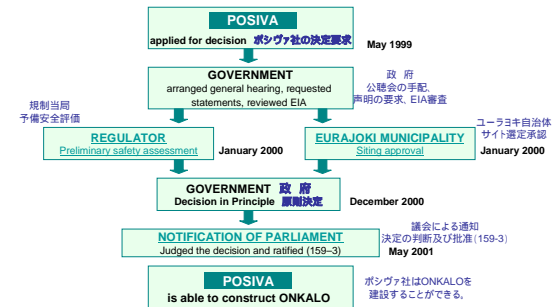 POSIVA
applied for decision ポシヴァ社の決定要求
May 1999
GOVERNMENT
arranged general hearing, requested
statements, reviewed EIA
政 府
公聴会の手配、
声明の要求、EIA審査
規制当局
予備安全評価
REGULATOR
Preliminary safety assessment
January 2000
ユーラヨキ自治体
サイト選定承認
EURAJOKI MUNICIPALITY
Siting approval
January 2000
GOVERNMENT 政 府
Decision in Principle 原則決定
December 2000
NOTIFICATION OF PARLIAMENT
Judged the decision and ratified (159–3)
議会による通知
決定の判断及び批准(159-3)
May 2001
POSIVA
is able to construct ONKALO
ポシヴァ社はONKALOを
建設することができる。